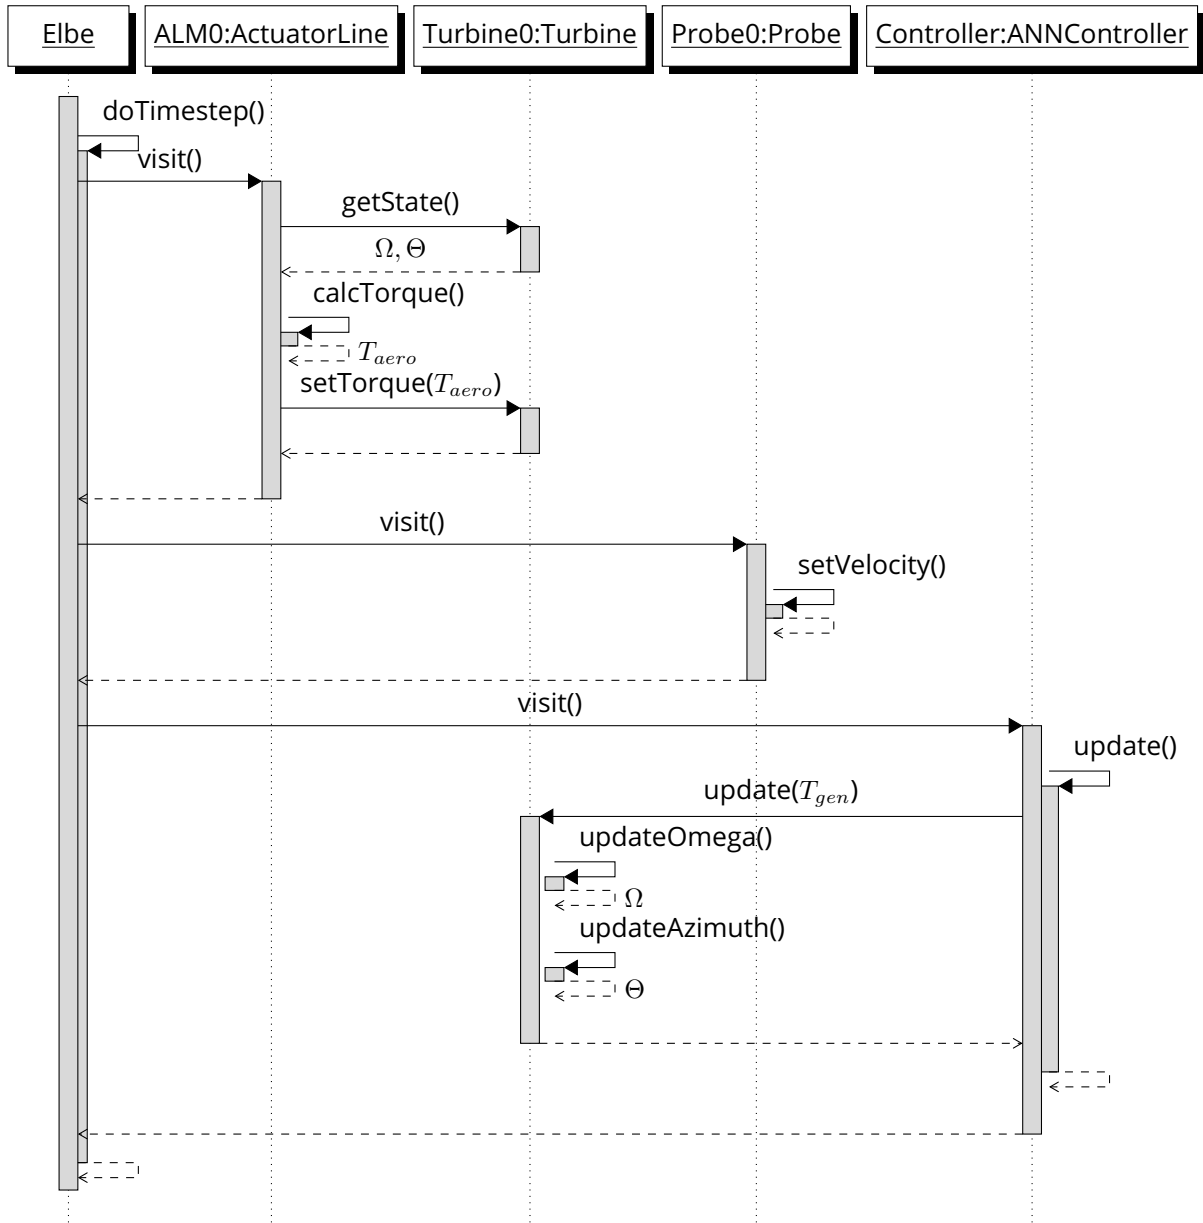 Elbe
ALM0:ActuatorLine
Turbine0:Turbine
Probe0:Probe
Controller:ANNController
doTimestep()
visit()
getState()
Ω, Θ
calcTorque()
T_aero
setTorque(T_aero)
visit()
setVelocity()
visit()
update()
update(T_gen)
updateOmega()
Ω
updateAzimuth()
Θ